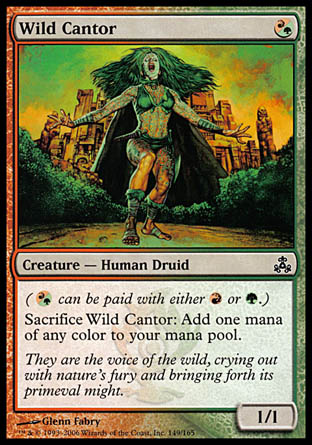 Wild Cantor
Creature — Human Druid
( can be paid with either or .)
Sacrifice Wild Cantor: Add one mana
of any color to your mana pool.
They are the voice of the wild, crying out
with nature's fury and bringing forth its
primeval might.
Glenn Fabry
™ & © 1993–2006 Wizards of the Coast, Inc. 149/165
1/1